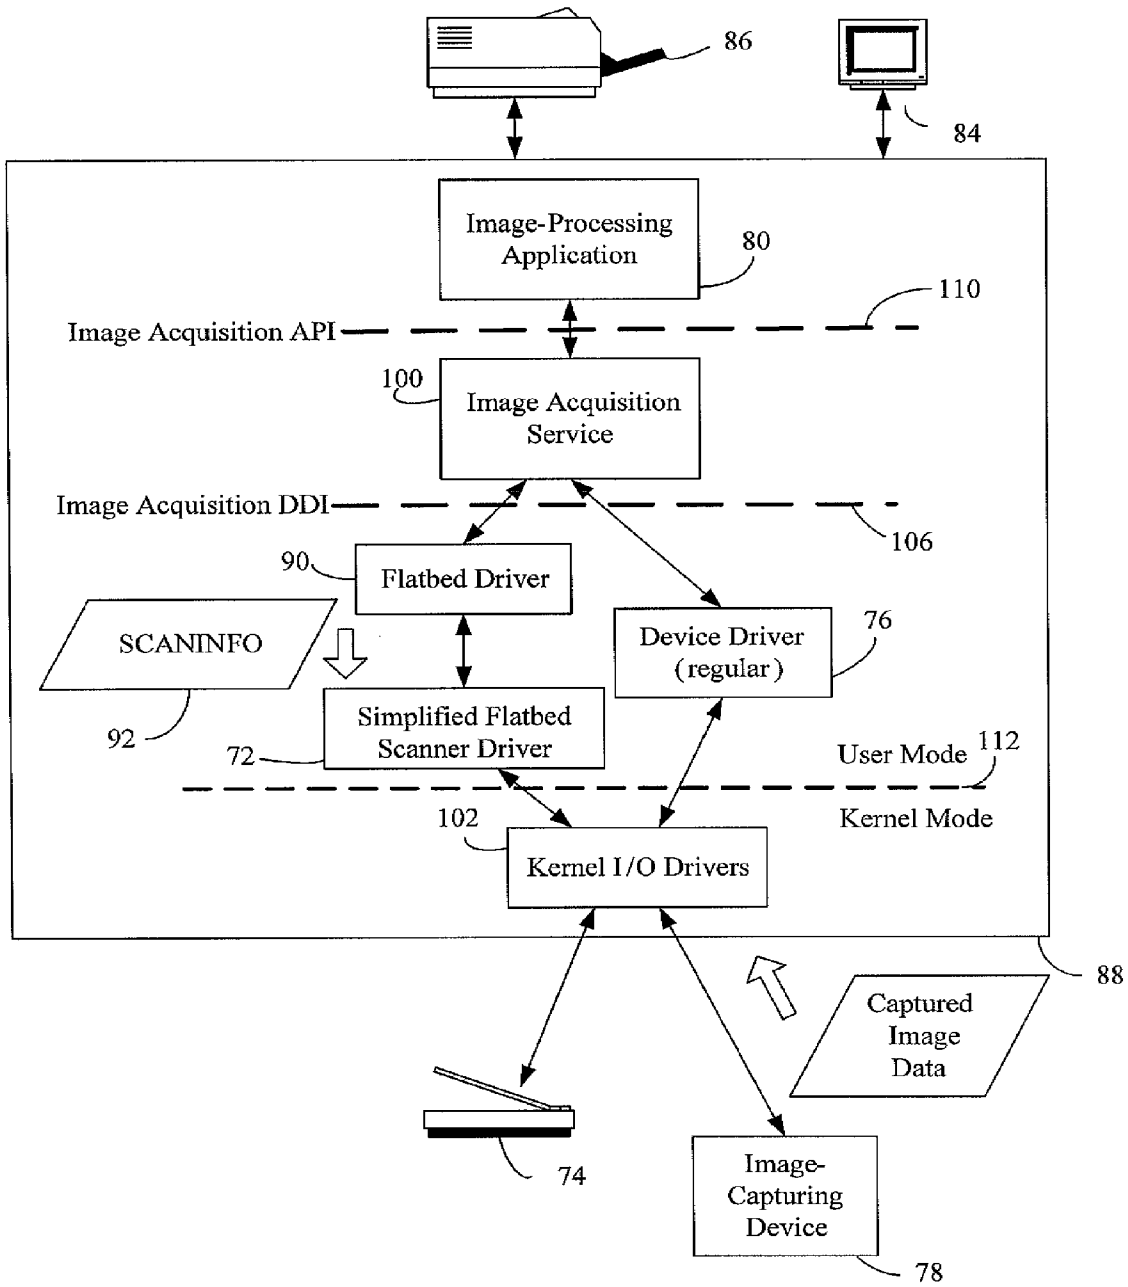 86
84
Image-Processing
Application
80
110
Image Acquisition API
100
Image Acquisition
Service
Image Acquisition DDI
106
90
Flatbed Driver
SCANINFO
76
Device Driver
(regular)
92
Simplified Flatbed
Scanner Driver
72
User Mode
112
102
Kernel Mode
Kernel I/O Drivers
88
Captured
Image
Data
74
Image-
Capturing
Device
78